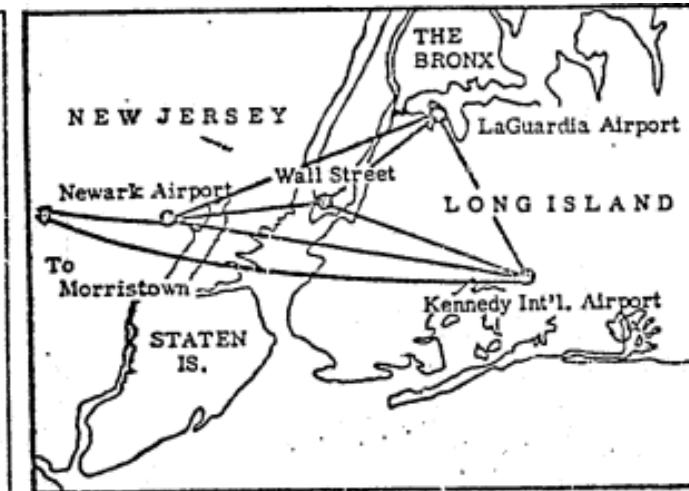 THE
BRONX
NEW JERSEY
LaGuardia Airport
Wall Street
Newark Airport
LONG ISLAND
To
Morristown
Kennedy Int'l. Airport
STATEN
IS.